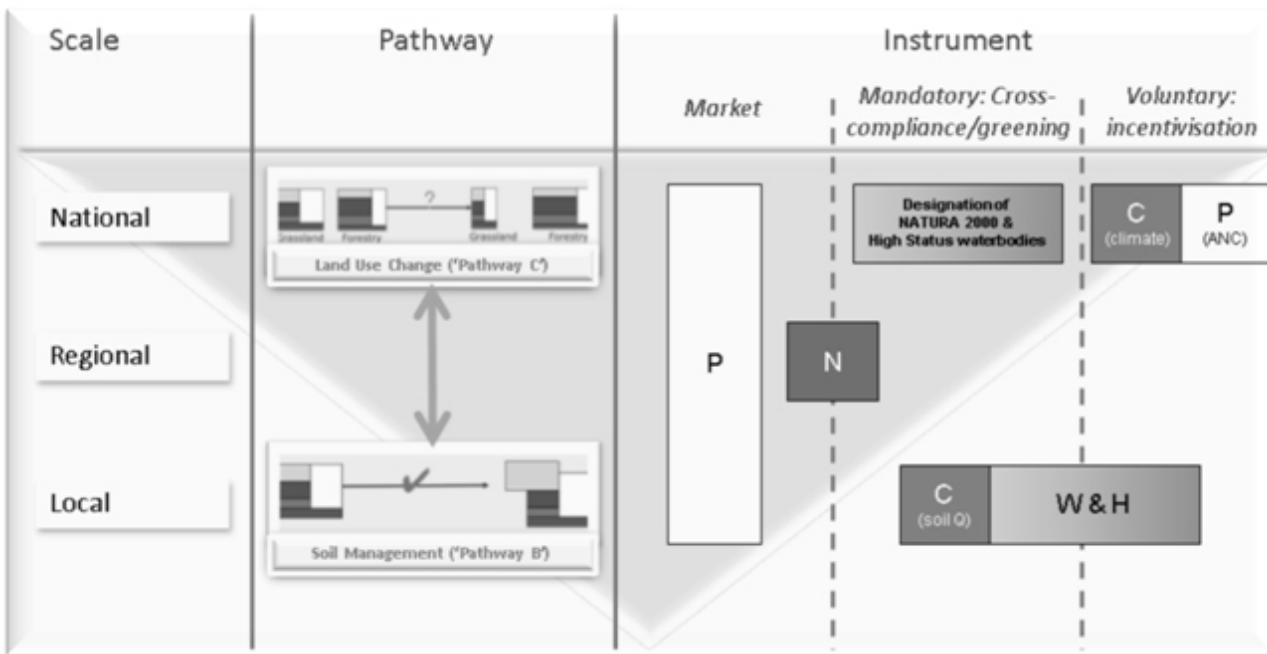 Scale
Pathway
Instrument
Market
Mandatory: Cross-
compliance/greening
Voluntary:
incentivisation
National
?
Grassland
Forestry
Grassland
Forestry
Land Use Change ('Pathway C')
Designation of
NATURA 2000 &
High Status waterbodies
C
(climate)
P
(ANC)
Regional
P
N
Local
Soil Management ('Pathway B')
C
(soil Q)
W & H